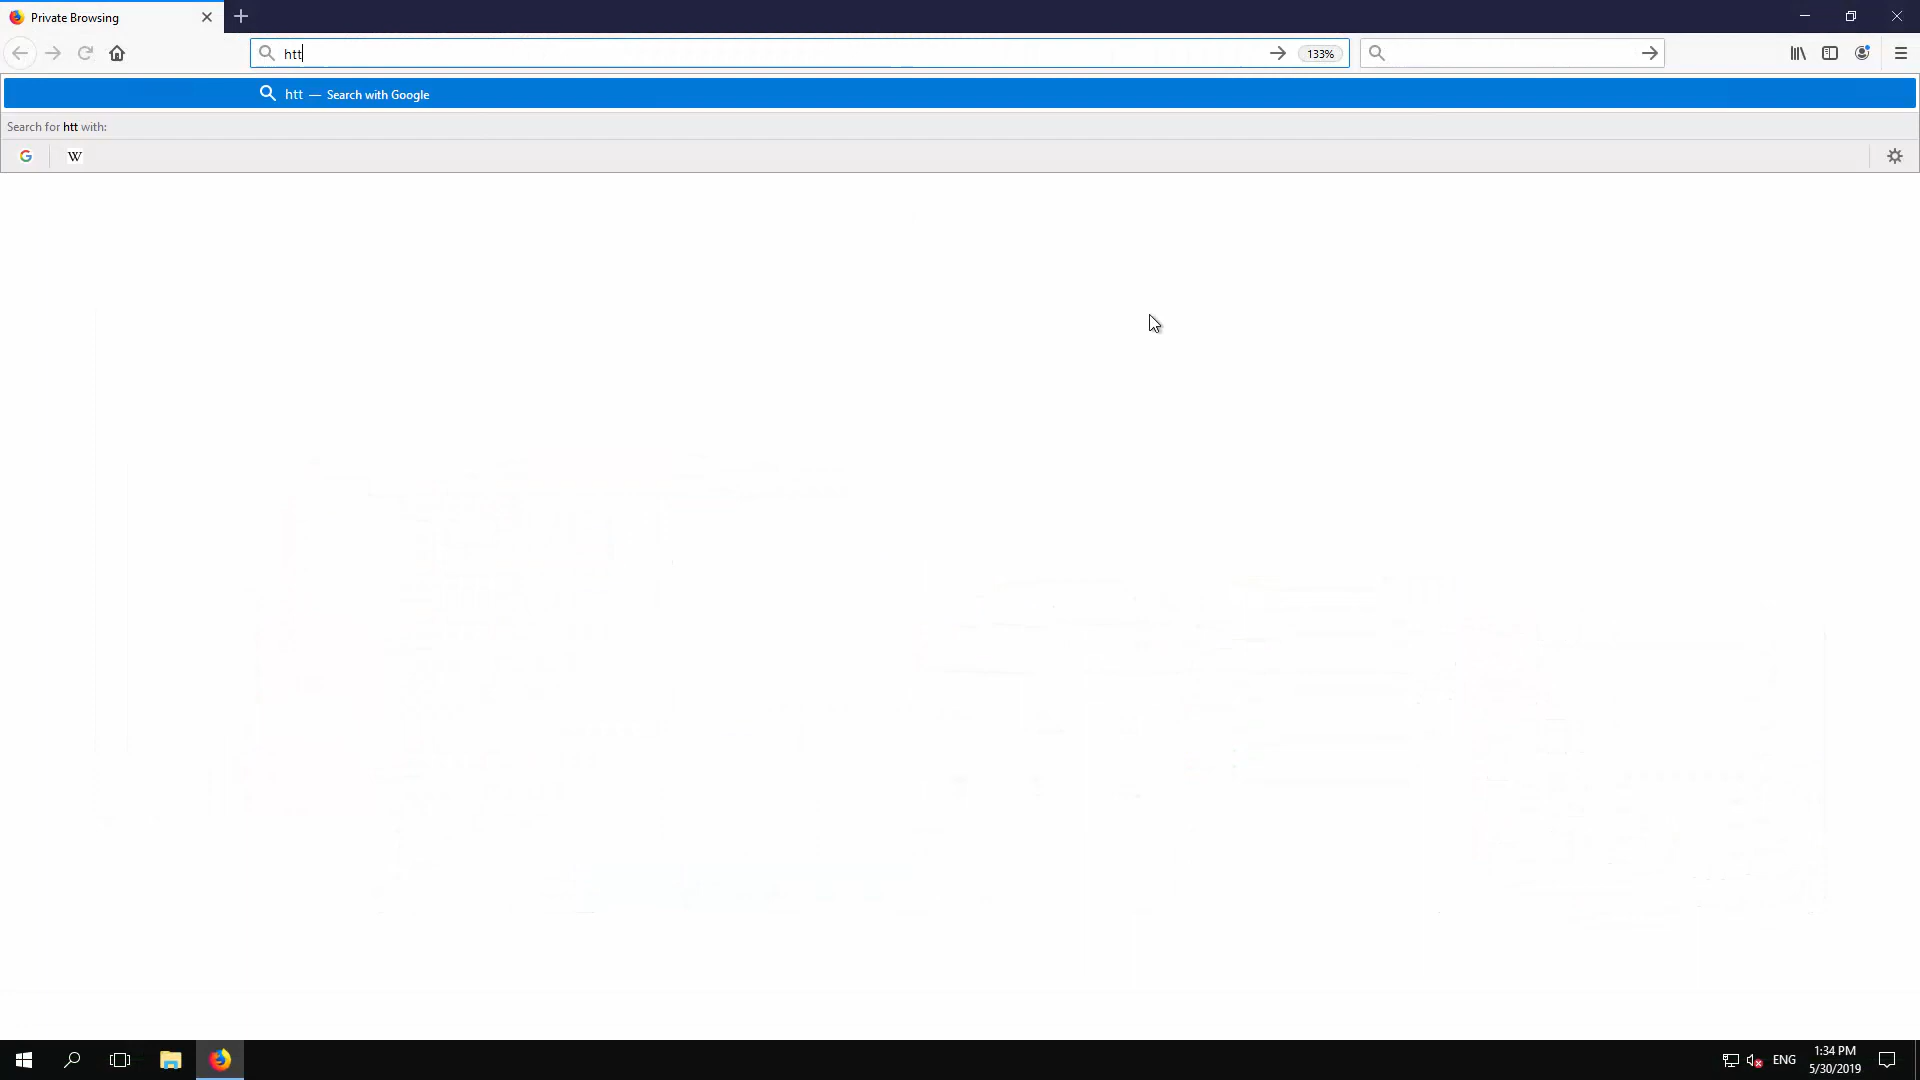 Private Browsing
htt
133%
htt — Search with Google
Search for htt with:
G W
ENG
1:34 PM
5/30/2019